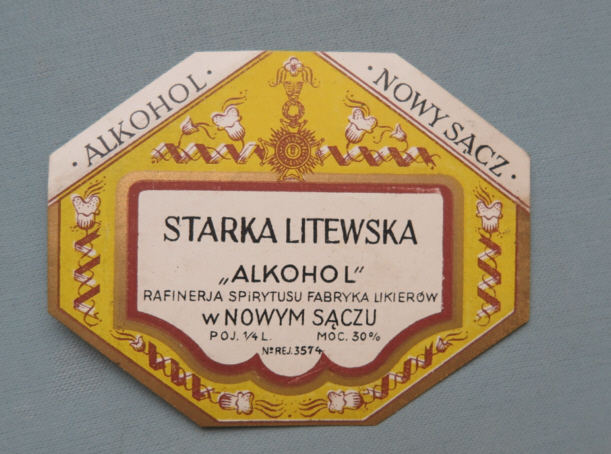 · ALKOHOL ·
· NOWY SĄCZ ·
STARKA LITEWSKA
„ALKOHOL”
RAFINERJA SPIRYTUSU FABRYKA LIKIERÓW
w NOWYM SĄCZU
POJ. 1/4 L. MOC. 30%
No REJ. 3574